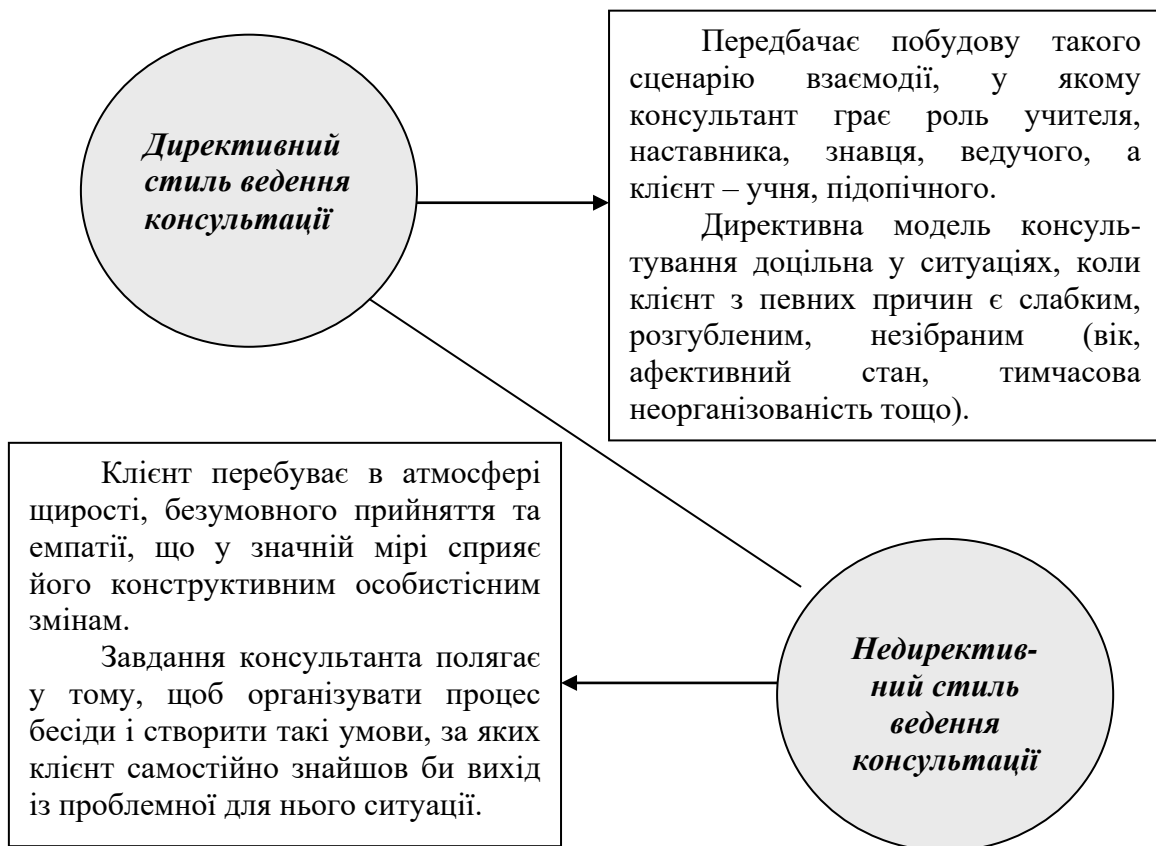 Директивний
стиль ведення
консультації
Передбачає побудову такого
сценарію взаємодії, у якому
консультант грає роль учителя,
наставника, знавця, ведучого, а
клієнт – учня, підопічного.
Директивна модель консуль-
тування доцільна у ситуаціях, коли
клієнт з певних причин є слабким,
розгубленим, незібраним (вік,
афективний стан, тимчасова
неорганізованість тощо).
Клієнт перебуває в атмосфері
щирості, безумовного прийняття та
емпатії, що у значній мірі сприяє
його конструктивним особистісним
змінам.
Завдання консультанта полягає
у тому, щоб організувати процес
бесіди і створити такі умови, за яких
клієнт самостійно знайшов би вихід
із проблемної для нього ситуації.
Недиректив-
ний стиль
ведення
консультації